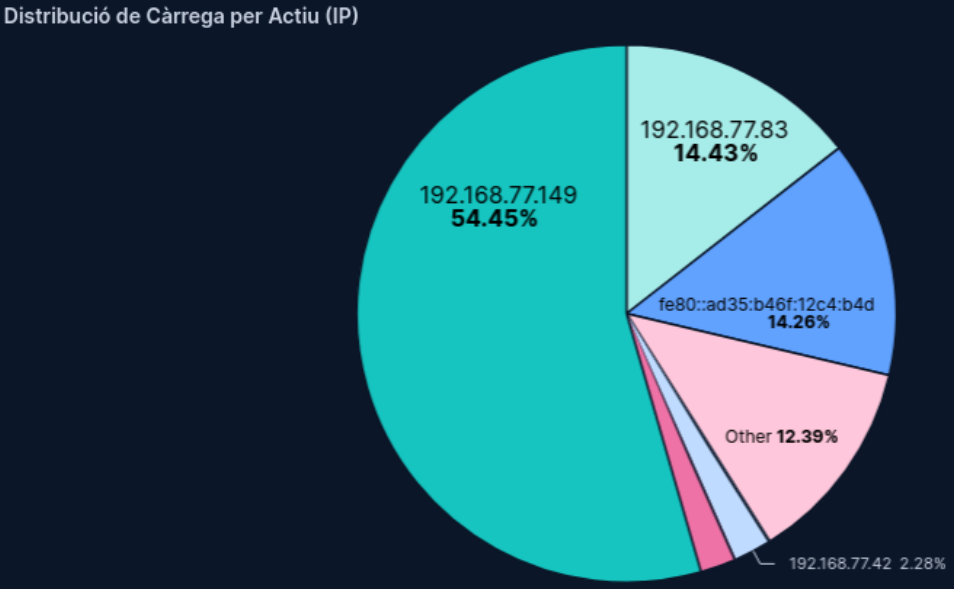 Distribució de Càrrega per Actiu (IP)
192.168.77.83
14.43%
192.168.77.149
54.45%
fe80::ad35:b46f:12c4:b4d
14.26%
Other 12.39%
192.168.77.42 2.28%